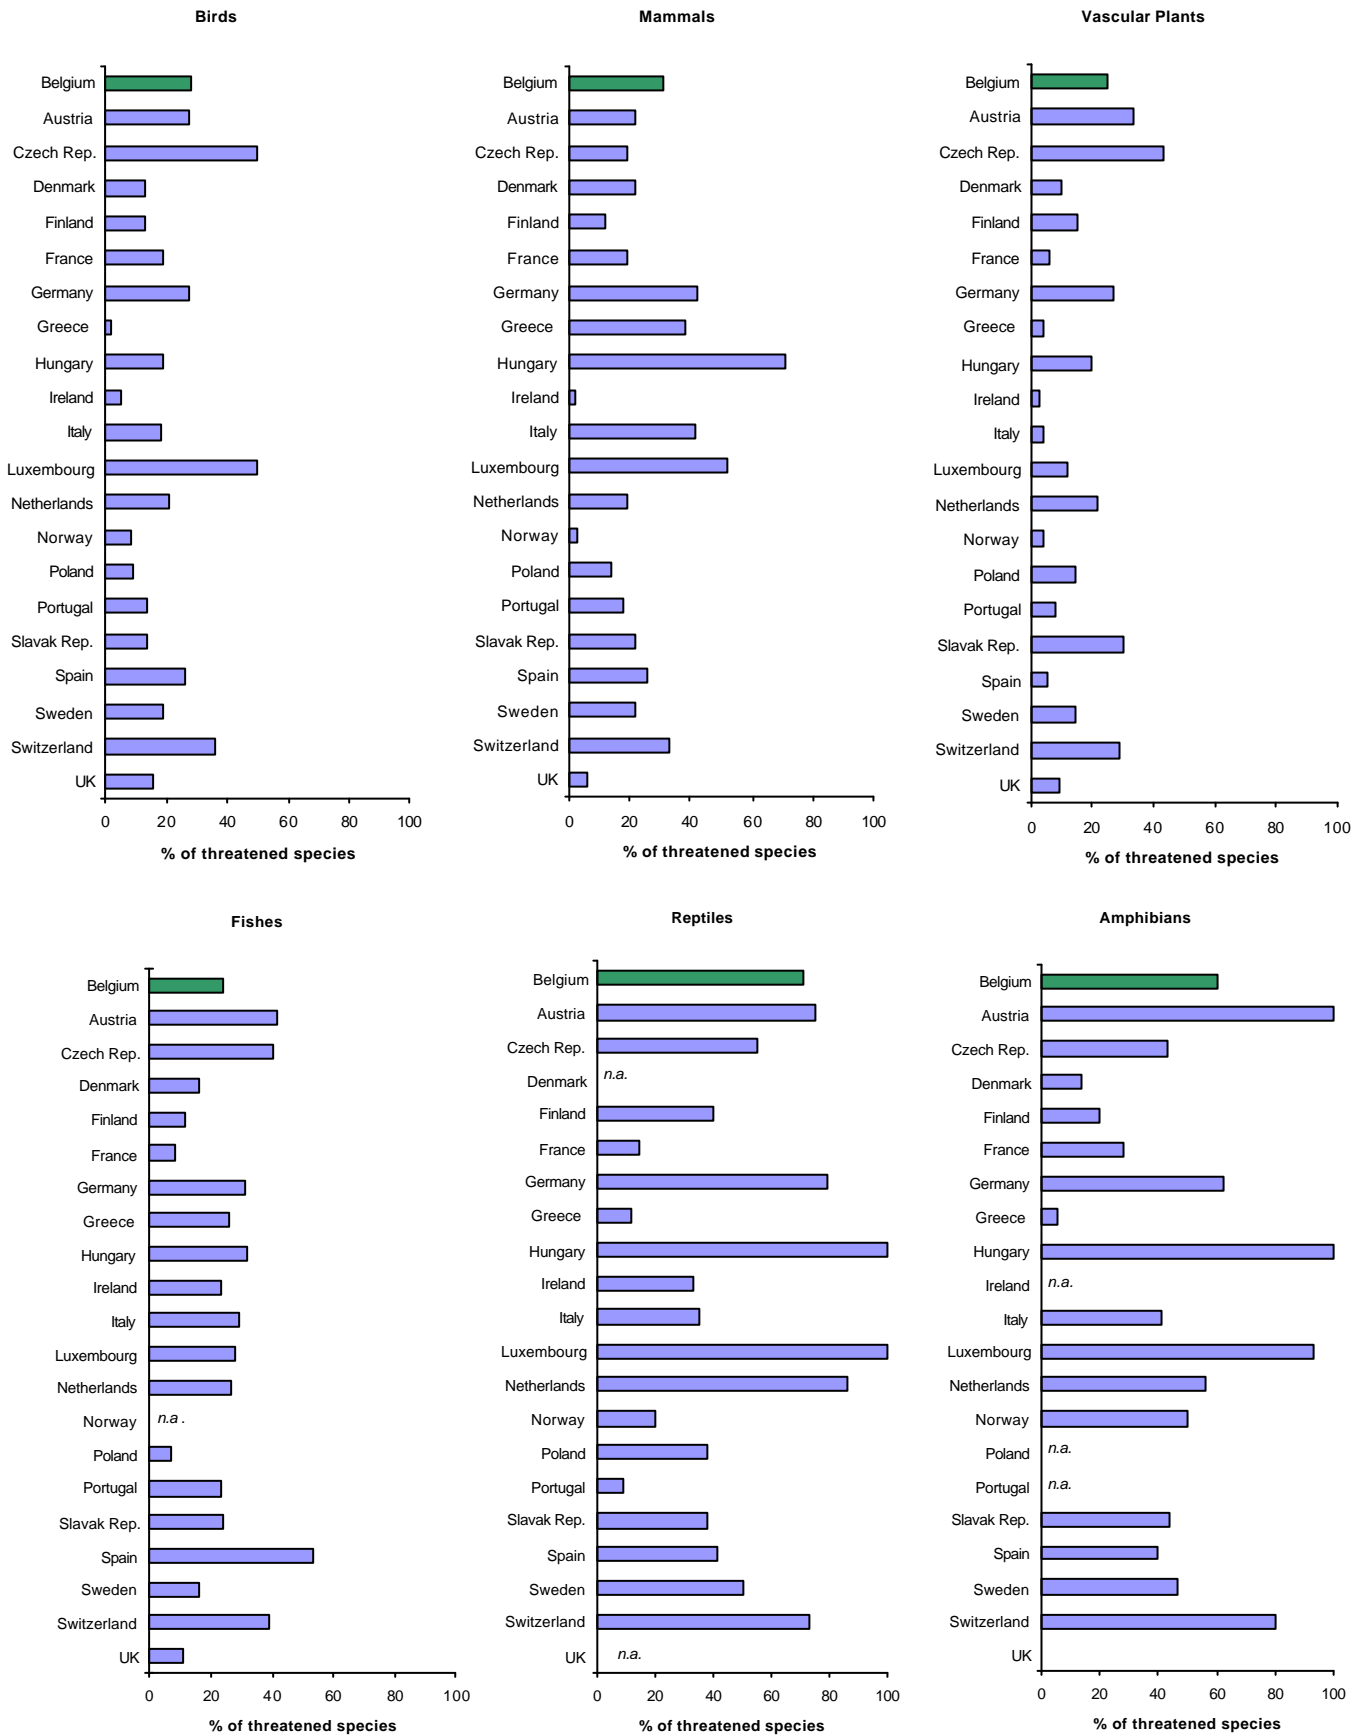 Birds
Belgium
Austria
Czech Rep.
Denmark
Finland
France
Germany
Greece
Hungary
Ireland
Italy
Luxembourg
Netherlands
Norway
Poland
Portugal
Slavak Rep.
Spain
Sweden
Switzerland
UK
0 20 40 60 80 100
% of threatened species
Mammals
Belgium
Austria
Czech Rep.
Denmark
Finland
France
Germany
Greece
Hungary
Ireland
Italy
Luxembourg
Netherlands
Norway
Poland
Portugal
Slavak Rep.
Spain
Sweden
Switzerland
UK
0 20 40 60 80 100
% of threatened species
Vascular Plants
Belgium
Austria
Czech Rep.
Denmark
Finland
France
Germany
Greece
Hungary
Ireland
Italy
Luxembourg
Netherlands
Norway
Poland
Portugal
Slavak Rep.
Spain
Sweden
Switzerland
UK
0 20 40 60 80 100
% of threatened species
Fishes
Belgium
Austria
Czech Rep.
Denmark
Finland
France
Germany
Greece
Hungary
Ireland
Italy
Luxembourg
Netherlands
Norway n.a .
Poland
Portugal
Slavak Rep.
Spain
Sweden
Switzerland
UK
0 20 40 60 80 100
% of threatened species
Reptiles
Belgium
Austria
Czech Rep.
Denmark n.a.
Finland
France
Germany
Greece
Hungary
Ireland
Italy
Luxembourg
Netherlands
Norway
Poland
Portugal
Slavak Rep.
Spain
Sweden
Switzerland
UK n.a.
0 20 40 60 80 100
% of threatened species
Amphibians
Belgium
Austria
Czech Rep.
Denmark
Finland
France
Germany
Greece
Hungary
Ireland n.a.
Italy
Luxembourg
Netherlands
Norway
Poland n.a.
Portugal n.a.
Slavak Rep.
Spain
Sweden
Switzerland
UK
0 20 40 60 80 100
% of threatened species